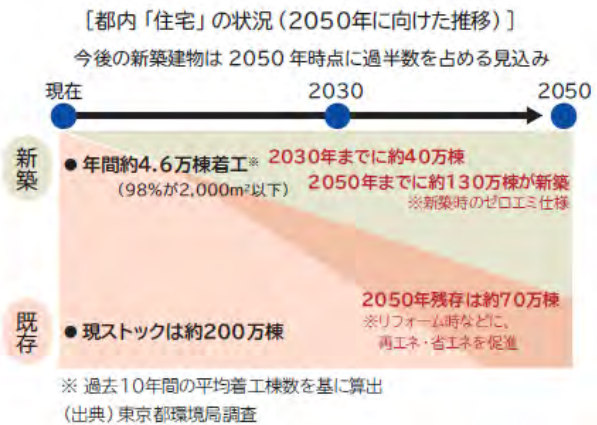 ［都内「住宅」の状況（2050年に向けた推移）］
今後の新築建物は 2050 年時点に過半数を占める見込み
現在
2030
2050
新築
● 年間約4.6万棟着工※
（98%が2,000m²以下）
2030年までに約40万棟
2050年までに約130万棟が新築
※新築時のゼロエミ仕様
既存
● 現ストックは約200万棟
2050年残存は約70万棟
※リフォーム時などに、
再エネ・省エネを促進
※ 過去10年間の平均着工棟数を基に算出
（出典）東京都環境局調査